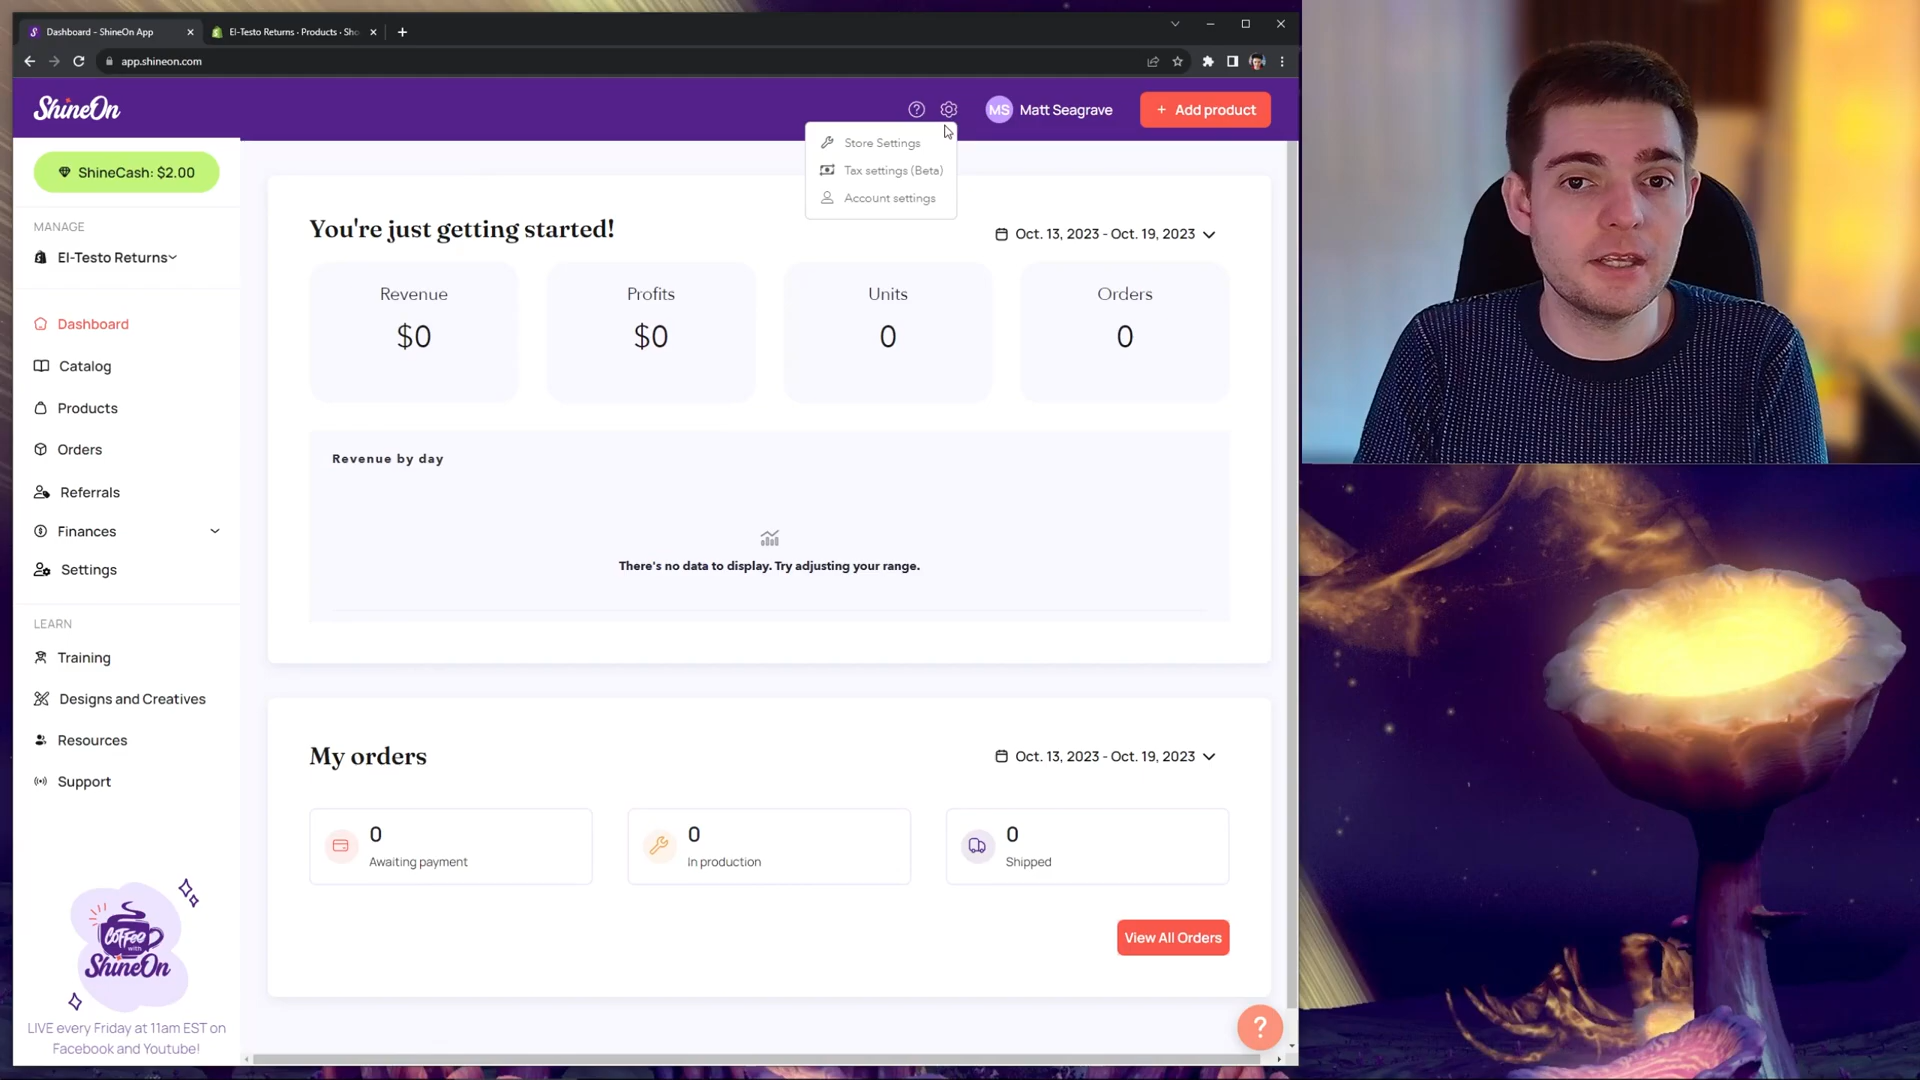 Dashboard - ShineOn App
El-Testo Returns · Products · Sho
app.shineon.com
ShineOn
MS Matt Seagrave
+ Add product
Store Settings
Tax settings (Beta)
Account settings
ShineCash: $2.00
MANAGE
El-Testo Returns
Dashboard
Catalog
Products
Orders
Referrals
Finances
Settings
LEARN
Training
Designs and Creatives
Resources
Support
COFFEE
with
ShineOn
LIVE every Friday at 11am EST on
Facebook and Youtube!
You're just getting started!
Oct. 13, 2023 - Oct. 19, 2023
Revenue
$0
Profits
$0
Units
0
Orders
0
Revenue by day
There's no data to display. Try adjusting your range.
My orders
Oct. 13, 2023 - Oct. 19, 2023
0
Awaiting payment
0
In production
0
Shipped
View All Orders
?